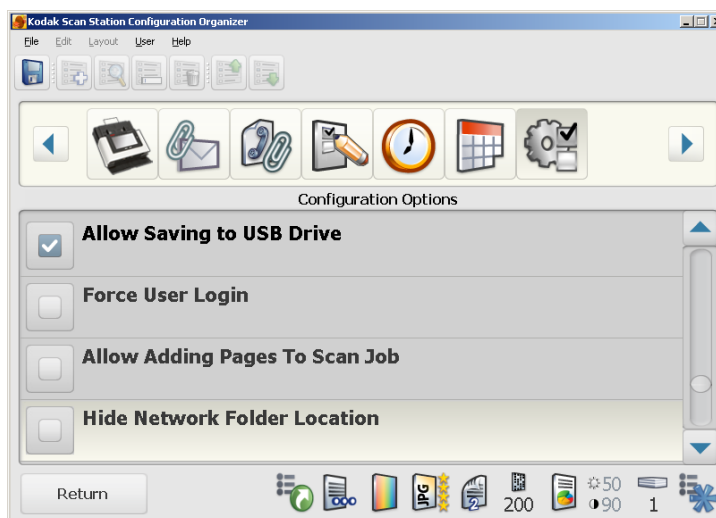 Kodak Scan Station Configuration Organizer
File Edit Layout User Help
Configuration Options
Allow Saving to USB Drive
Force User Login
Allow Adding Pages To Scan Job
Hide Network Folder Location
Return
JPG
2
200
50
90
1